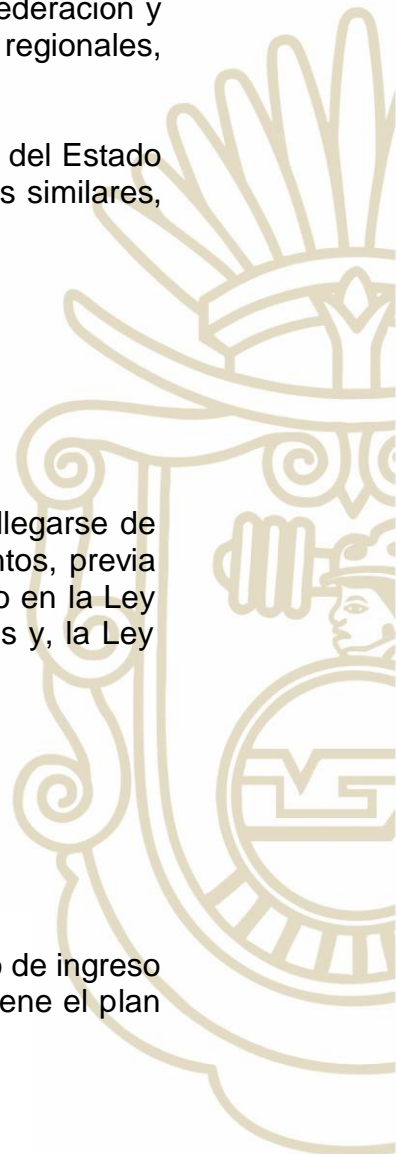 ederación y
regionales,
del Estado
s similares,
llegarse de
ntos, previa
o en la Ley
s y, la Ley
o de ingreso
ene el plan